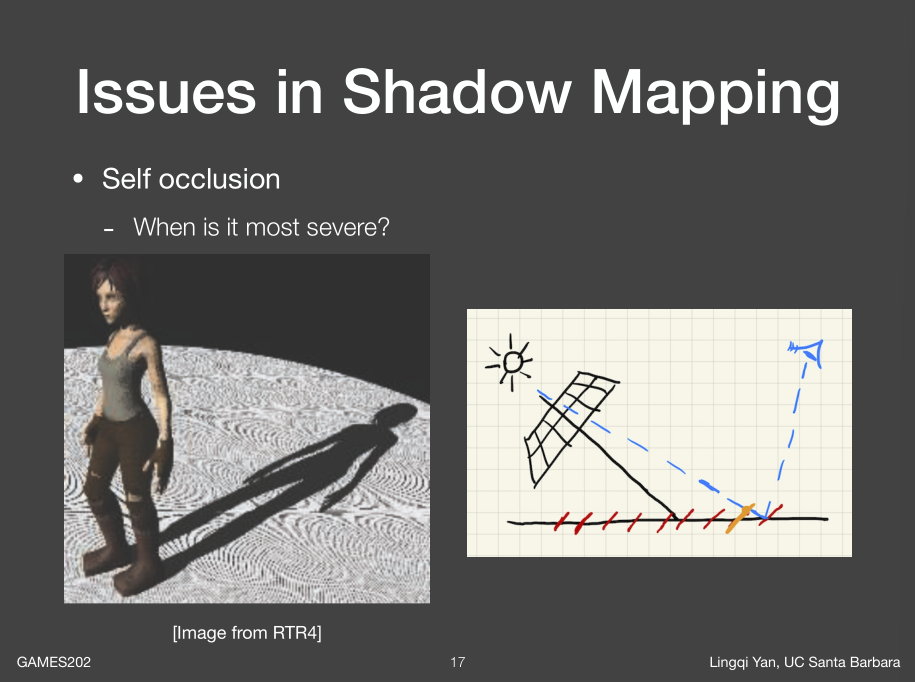 Issues in Shadow Mapping
• Self occlusion
- When is it most severe?
[Image from RTR4]
GAMES202
17
Lingqi Yan, UC Santa Barbara